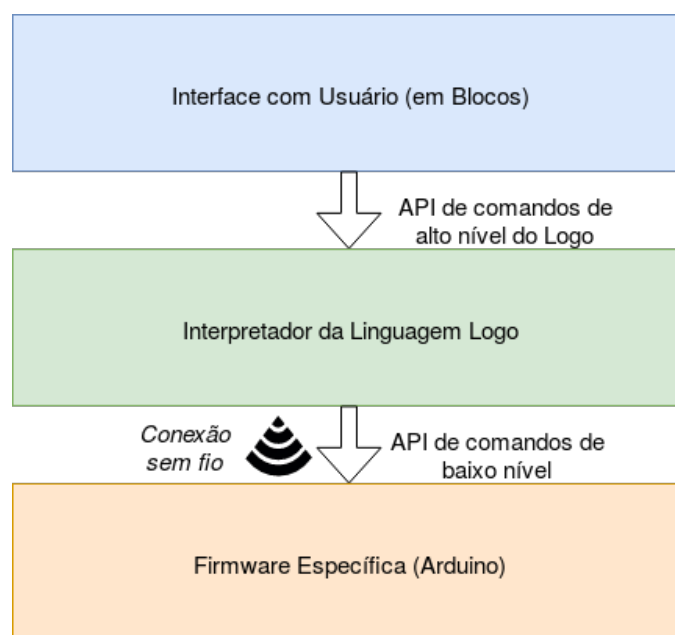 Interface com Usuário (em Blocos)
API de comandos de
alto nível do Logo
Interpretador da Linguagem Logo
Conexão
sem fio
API de comandos de
baixo nível
Firmware Específica (Arduino)